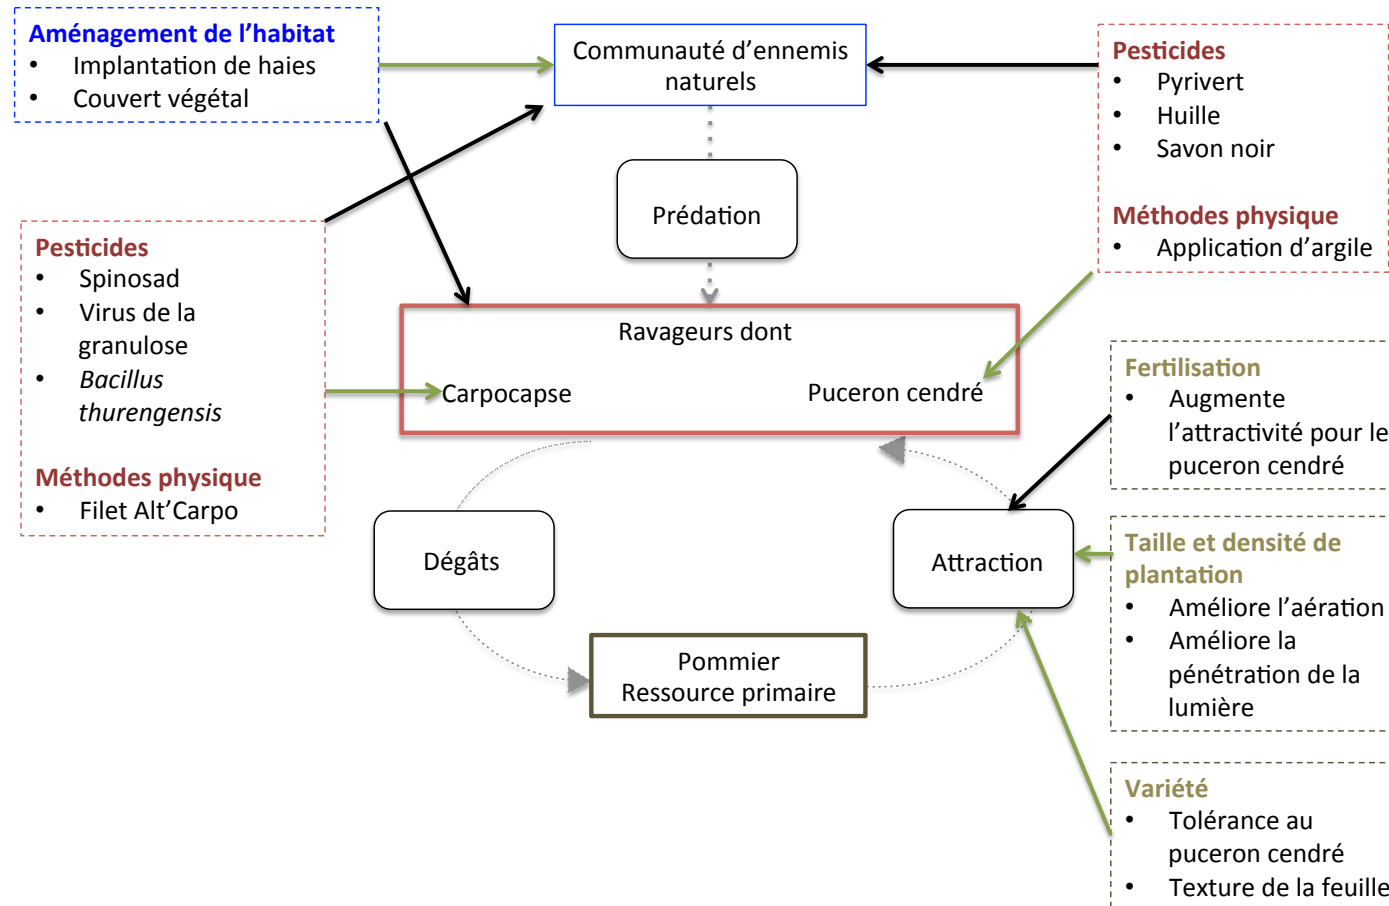 Aménagement de l'habitat
• Implantation de haies
• Couvert végétal
Communauté d'ennemis
naturels
Pesticides
• Pyrivert
• Huille
• Savon noir
Méthodes physique
• Application d'argile
Prédation
Pesticides
• Spinosad
• Virus de la
granulose
• Bacillus
thurengensis
Méthodes physique
• Filet Alt'Carpo
Ravageurs dont
Carpocapse
Puceron cendré
Fertilisation
• Augmente
l'attractivité pour le
puceron cendré
Dégâts
Attraction
Taille et densité de
plantation
• Améliore l'aération
• Améliore la
pénétration de la
lumière
Pommier
Ressource primaire
Variété
• Tolérance au
puceron cendré
• Texture de la feuille